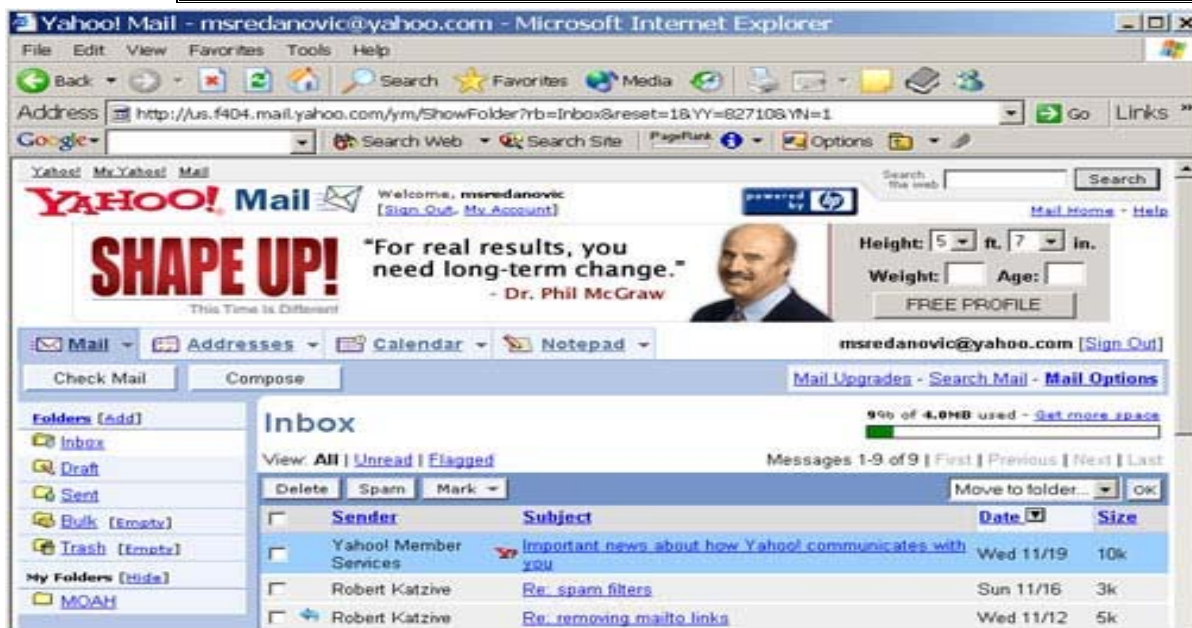 Yahoo! Mail - msredanovic@yahoo.com - Microsoft Internet Explorer
File Edit View Favorites Tools Help
Back Search Favorites Media
Address http://us.f404.mail.yahoo.com/ym/ShowFolder?rb=Inbox&reset=1&YY=82710&YN=1 Go Links »
Google Search Web Search Site PageRank Options
Yahoo! My Yahoo! Mail Search the web Search
YAHOO! Mail Welcome, msredanovic powered by hp
[Sign Out, My Account] Mail Home - Help
SHAPE UP! "For real results, you need long-term change." Height: 5 ft. 7 in.
- Dr. Phil McGraw Weight: Age:
This Time Is Different FREE PROFILE
Mail Addresses Calendar Notepad msredanovic@yahoo.com [Sign Out]
Check Mail Compose Mail Upgrades - Search Mail - Mail Options
Folders [Add]
Inbox
Draft
Sent
Bulk [Empty]
Trash [Empty]
My Folders [Hide]
MOAH
Inbox 9% of 4.0MB used - Get more space
View: All | Unread | Flagged Messages 1-9 of 9 | First | Previous | Next | Last
Delete Spam Mark Move to folder... OK
Sender Subject Date Size
Yahoo! Member Services Important news about how Yahoo! communicates with you Wed 11/19 10k
Robert Katzive Re: spam filters Sun 11/16 3k
Robert Katzive Re: removing mailto links Wed 11/12 5k